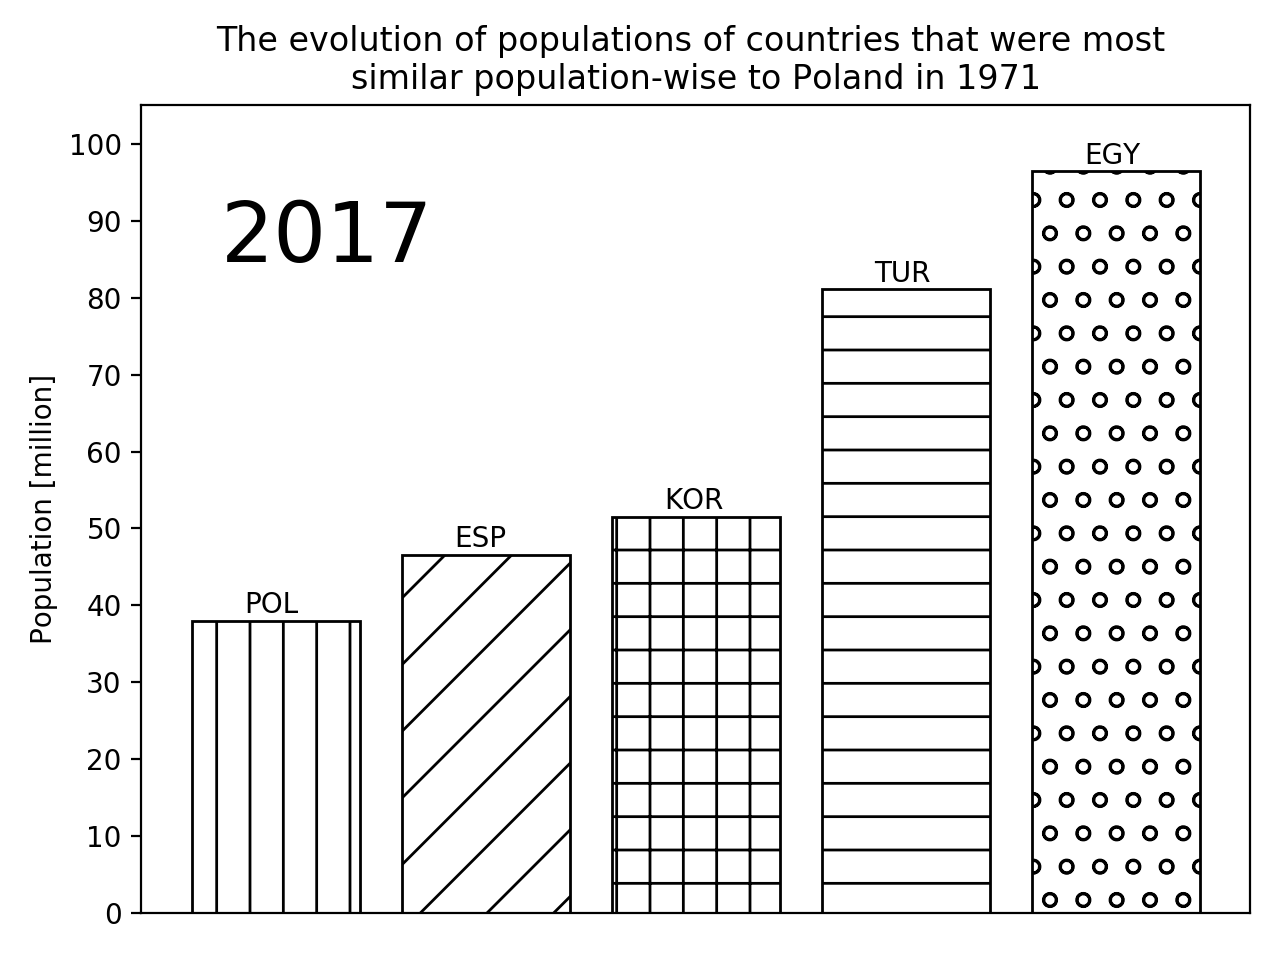 The evolution of populations of countries that were most
similar population-wise to Poland in 1971
2017
Population [million]
100
90
80
70
60
50
40
30
20
10
0
POL
ESP
KOR
TUR
EGY